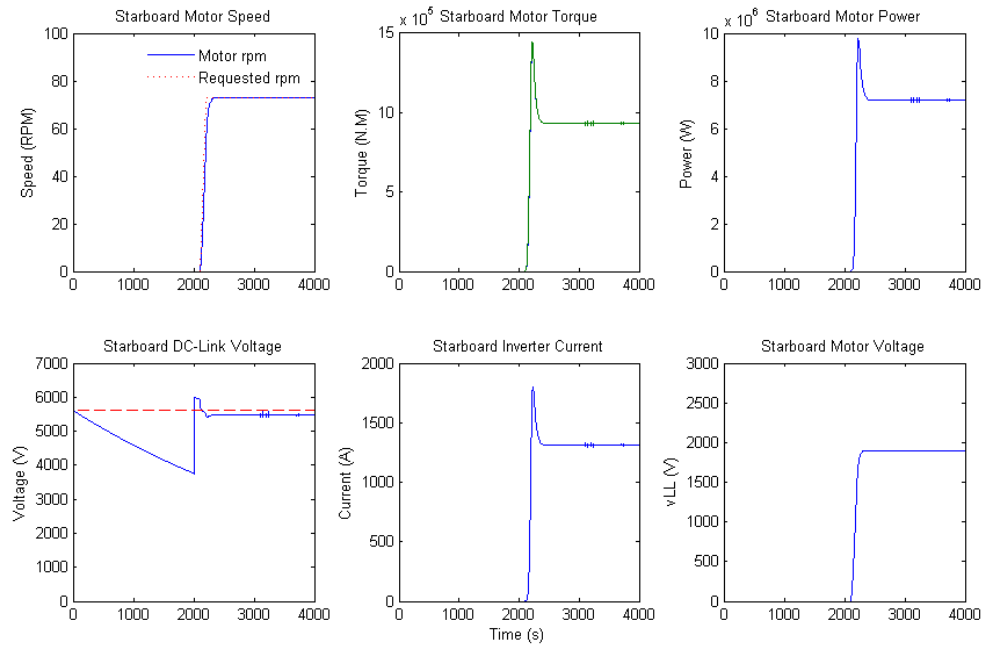 Starboard Motor Speed
100
80
60
40
20
0
Speed (RPM)
Motor rpm
Requested rpm
0 1000 2000 3000 4000
x 10^5
Starboard Motor Torque
15
10
5
0
Torque (N.M)
0 1000 2000 3000 4000
x 10^6
Starboard Motor Power
10
8
6
4
2
0
Power (W)
0 1000 2000 3000 4000
Starboard DC-Link Voltage
7000
6000
5000
4000
3000
2000
1000
0
Voltage (V)
0 1000 2000 3000 4000
Starboard Inverter Current
2000
1500
1000
500
0
Current (A)
0 1000 2000 3000 4000
Time (s)
Starboard Motor Voltage
3000
2500
2000
1500
1000
500
0
vLL (V)
0 1000 2000 3000 4000